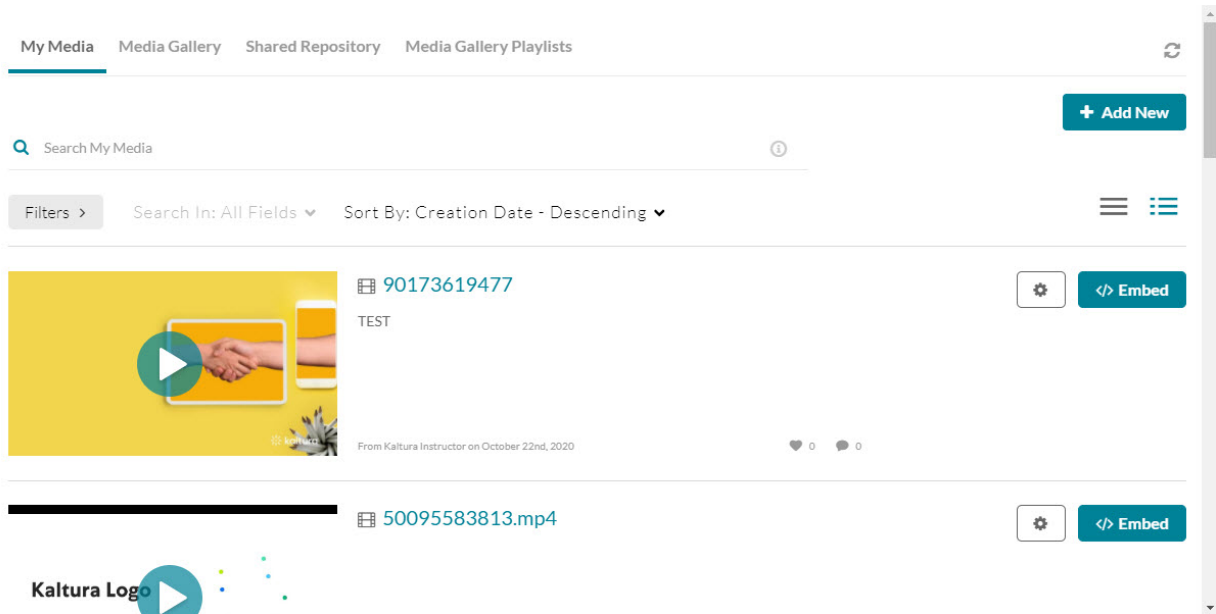 My Media Media Gallery Shared Repository Media Gallery Playlists
+ Add New
Search My Media
Filters >
Search In: All Fields
Sort By: Creation Date - Descending
90173619477
</> Embed
TEST
kaltura
From Kaltura Instructor on October 22nd, 2020
0
0
50095583813.mp4
</> Embed
Kaltura Logo